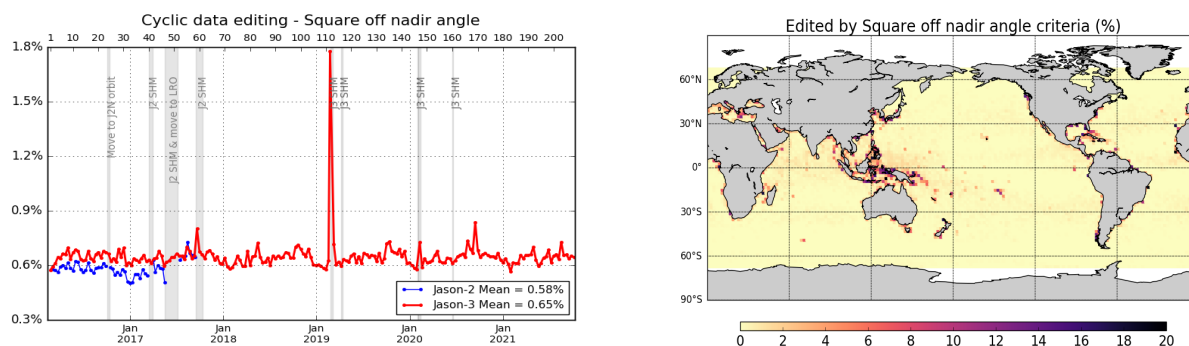 Cyclic data editing - Square off nadir angle
1 10 20 30 40 50 60 70 80 90 100 110 120 130 140 150 160 170 180 190 200
1.8%
1.5%
1.2%
0.9%
0.6%
0.3%
Move to J2N orbit
J2 SHM
J2 SHM & move to LRO
J2 SHM
J3 SHM
J3 SHM
J3 SHM
J3 SHM
Jason-2 Mean = 0.58%
Jason-3 Mean = 0.65%
Jan Jan Jan Jan Jan
2017 2018 2019 2020 2021
Edited by Square off nadir angle criteria (%)
60°N
30°N
0°
30°S
60°S
90°S
0 2 4 6 8 10 12 14 16 18 20